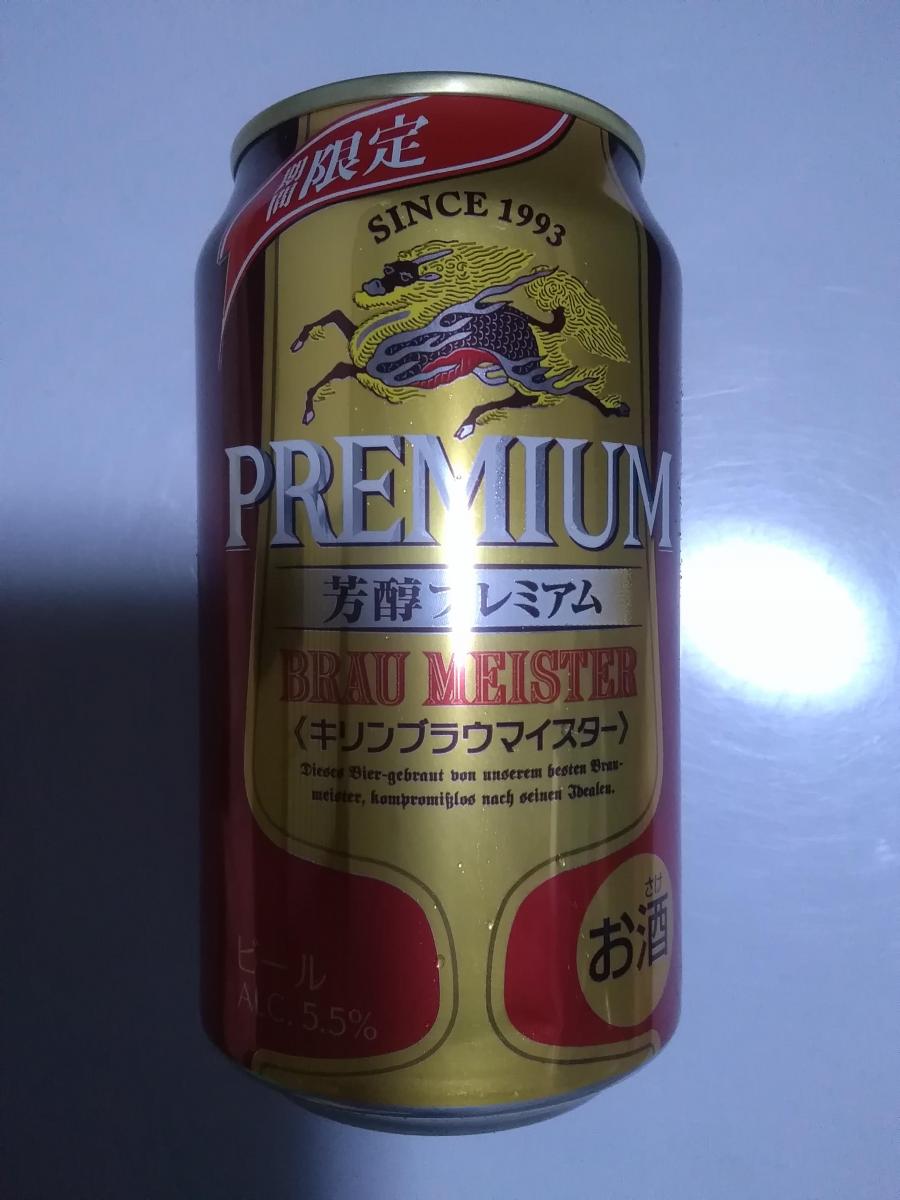 期間限定
SINCE 1993
PREMIUM
芳醇プレミアム
BRAU MEISTER
〈キリンブラウマイスター〉
Dieses Bier-gebraut von unserem besten Brau-
meister, kompromißlos nach seinen Idealen.
ビール
ALC. 5.5%
さけ
お酒